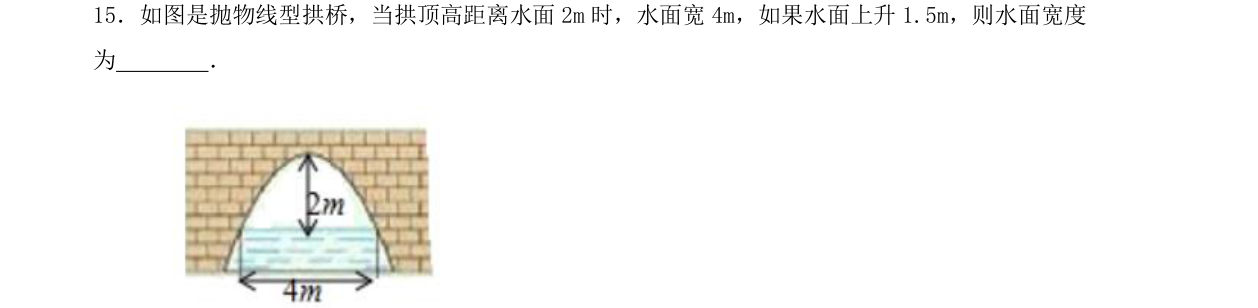 15．如图是抛物线型拱桥，当拱顶高距离水面 2m 时，水面宽 4m，如果水面上升 1.5m，则水面宽度
为________．
2m
4m